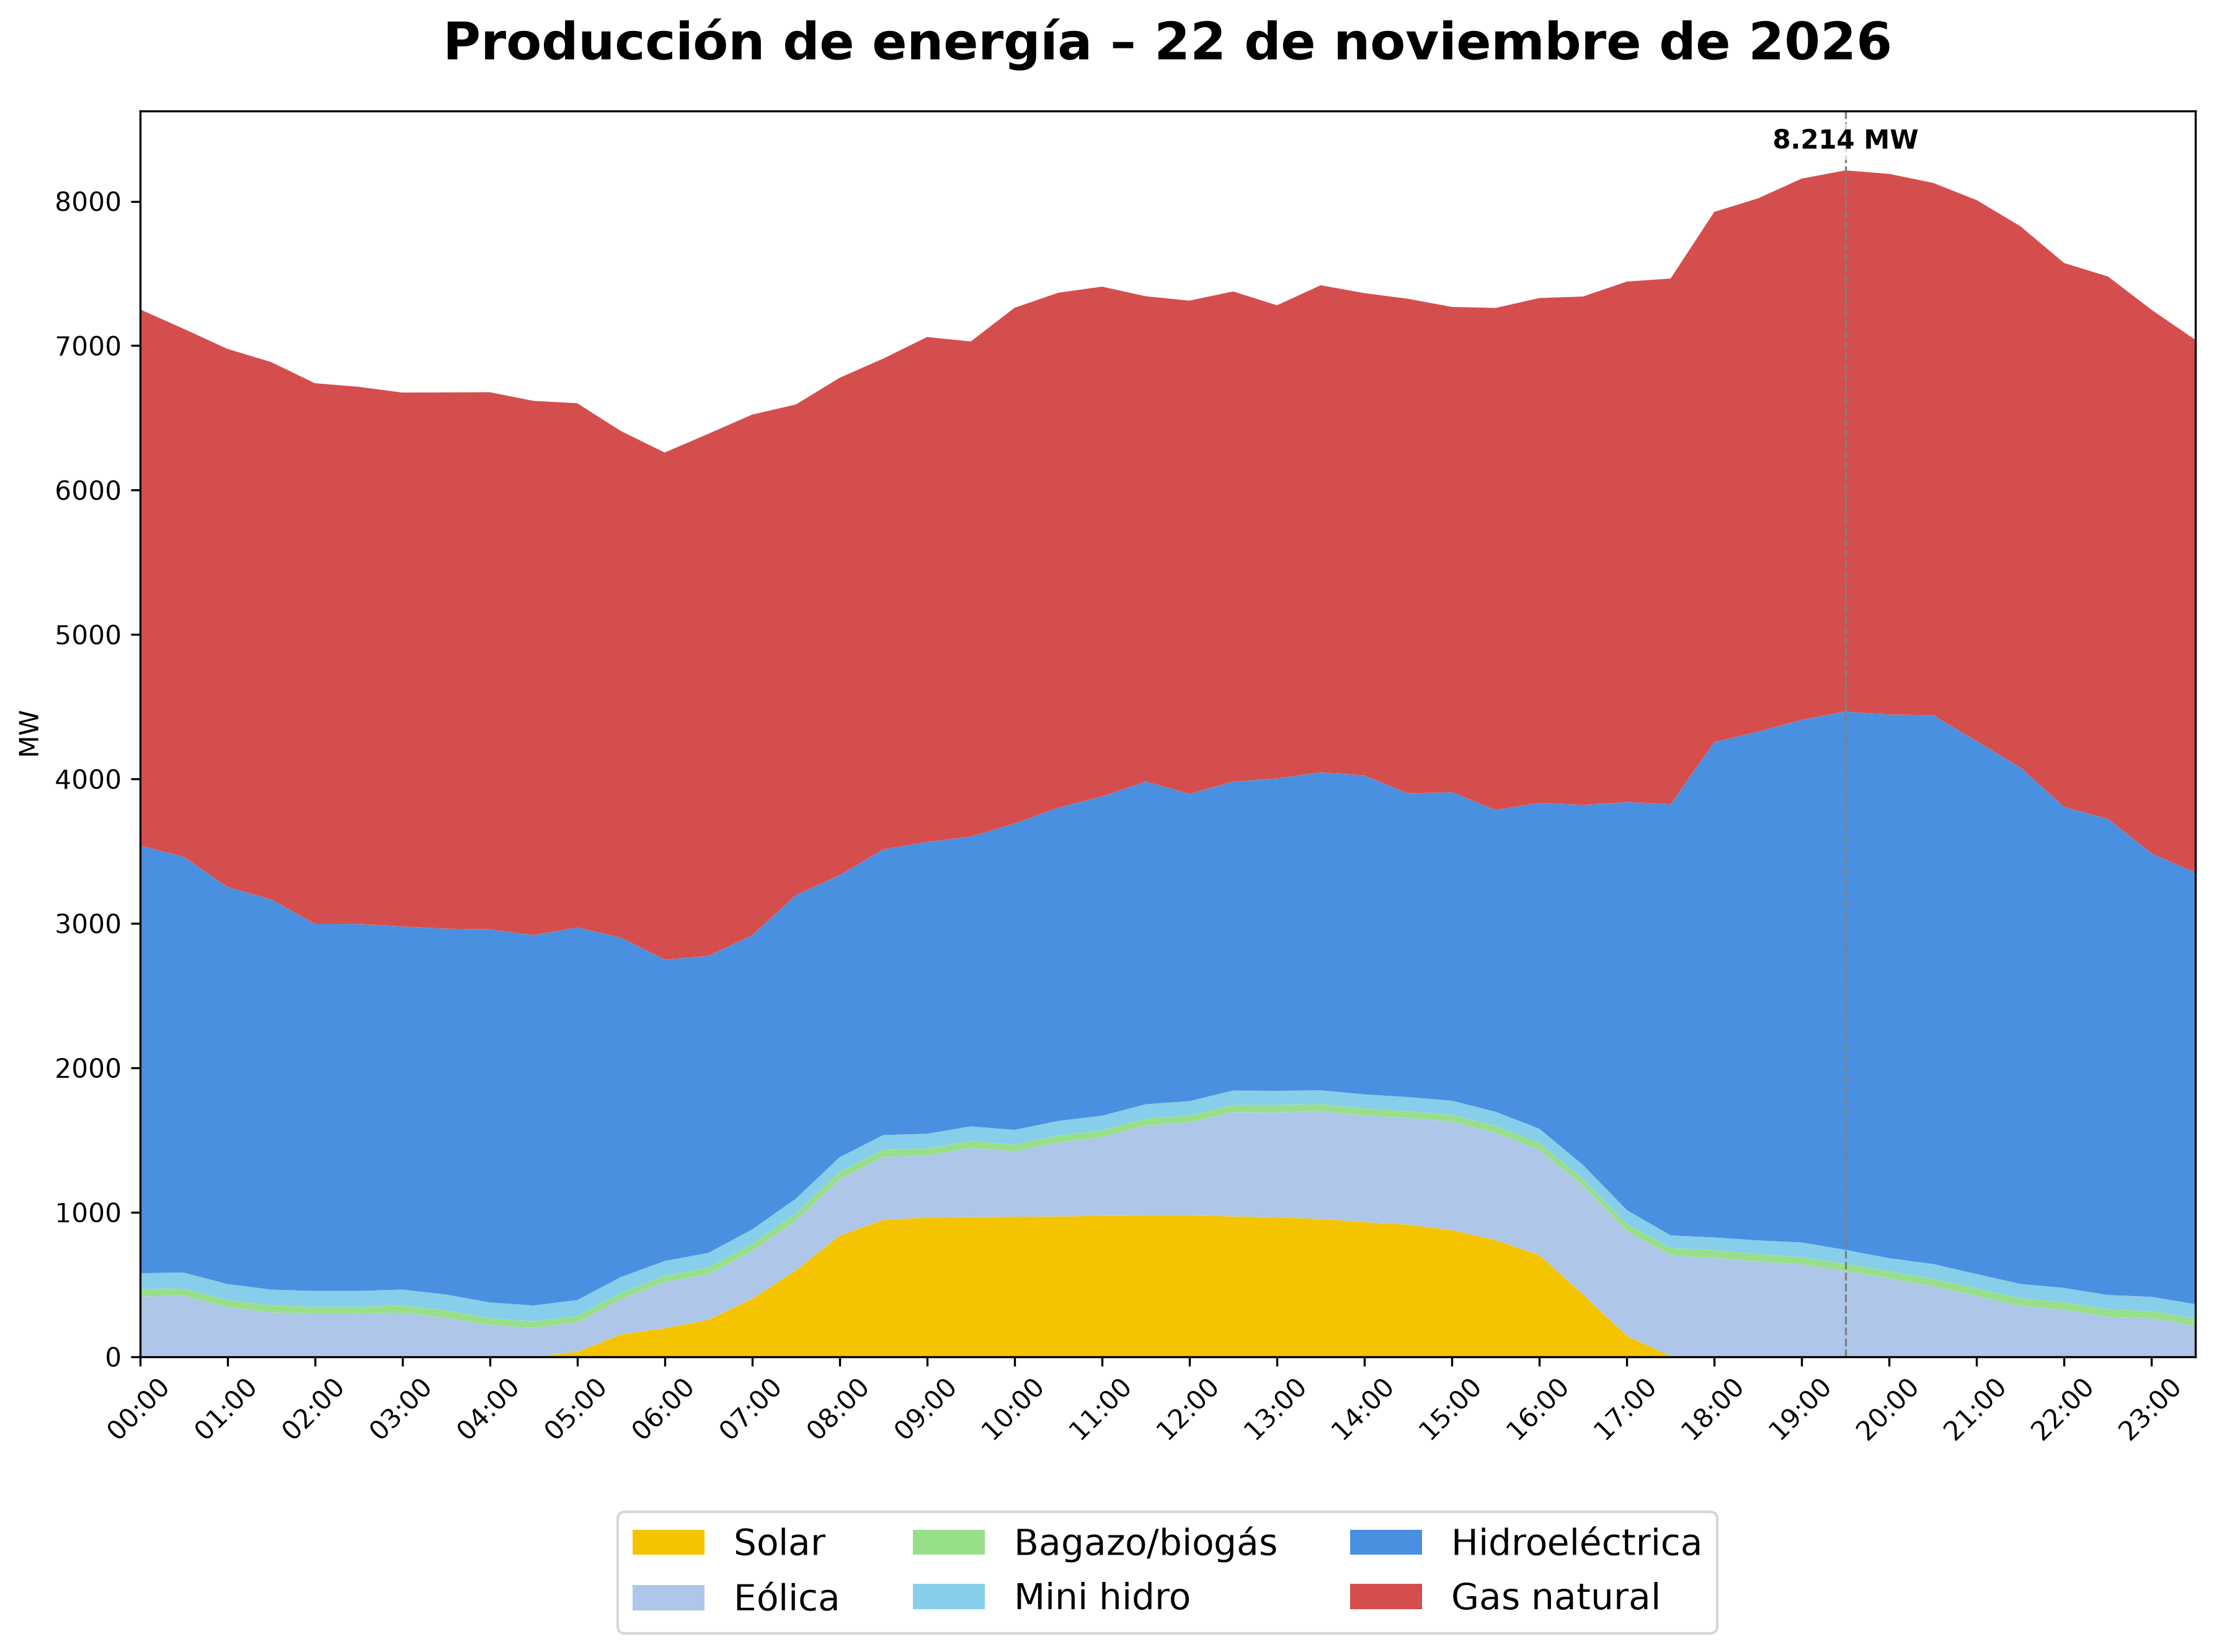 Producción de energía – 22 de noviembre de 2026
8.214 MW
8000
7000
6000
5000
4000
3000
2000
1000
0
MW
00:00 01:00 02:00 03:00 04:00 05:00 06:00 07:00 08:00 09:00 10:00 11:00 12:00 13:00 14:00 15:00 16:00 17:00 18:00 19:00 20:00 21:00 22:00 23:00
Solar Bagazo/biogás Hidroeléctrica
Eólica Mini hidro Gas natural